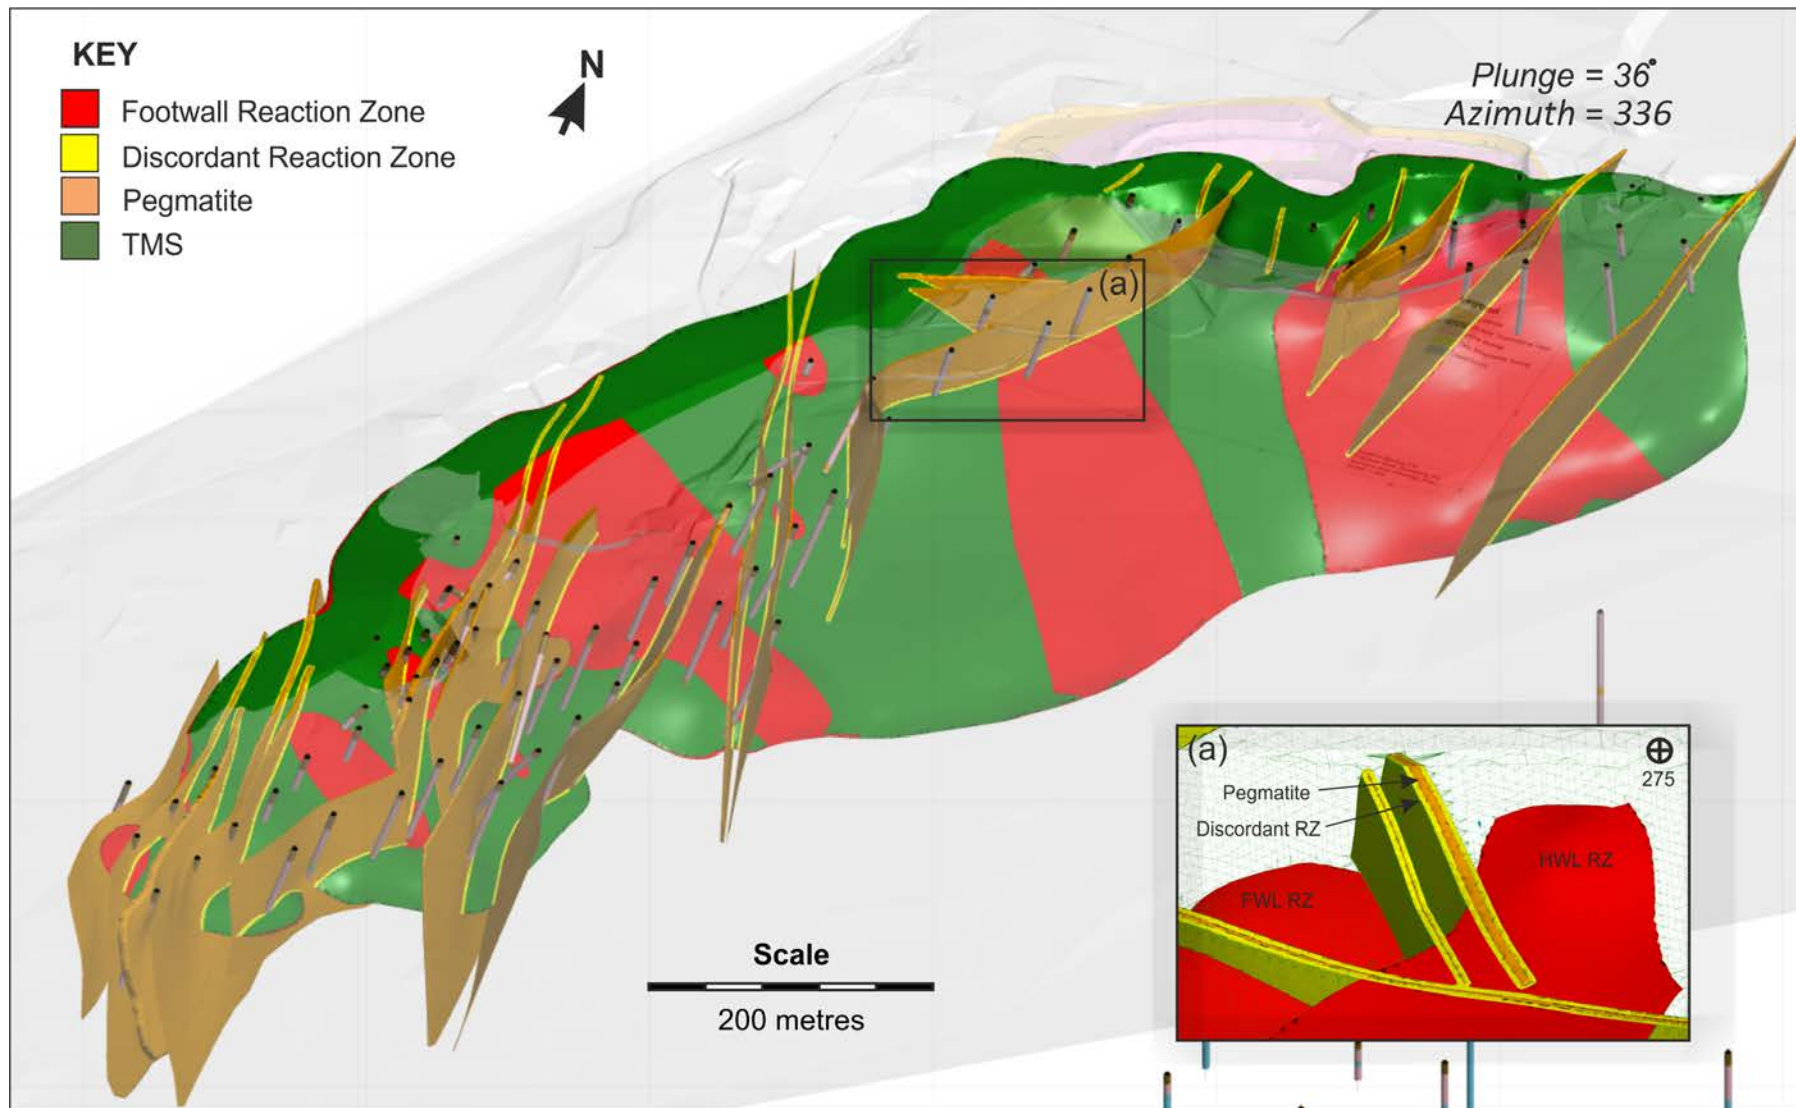 KEY
Footwall Reaction Zone
Discordant Reaction Zone
Pegmatite
TMS
N
Plunge = 36°
Azimuth = 336
(a)
Scale
200 metres
(a)
275
Pegmatite
Discordant RZ
HWL RZ
FWL RZ